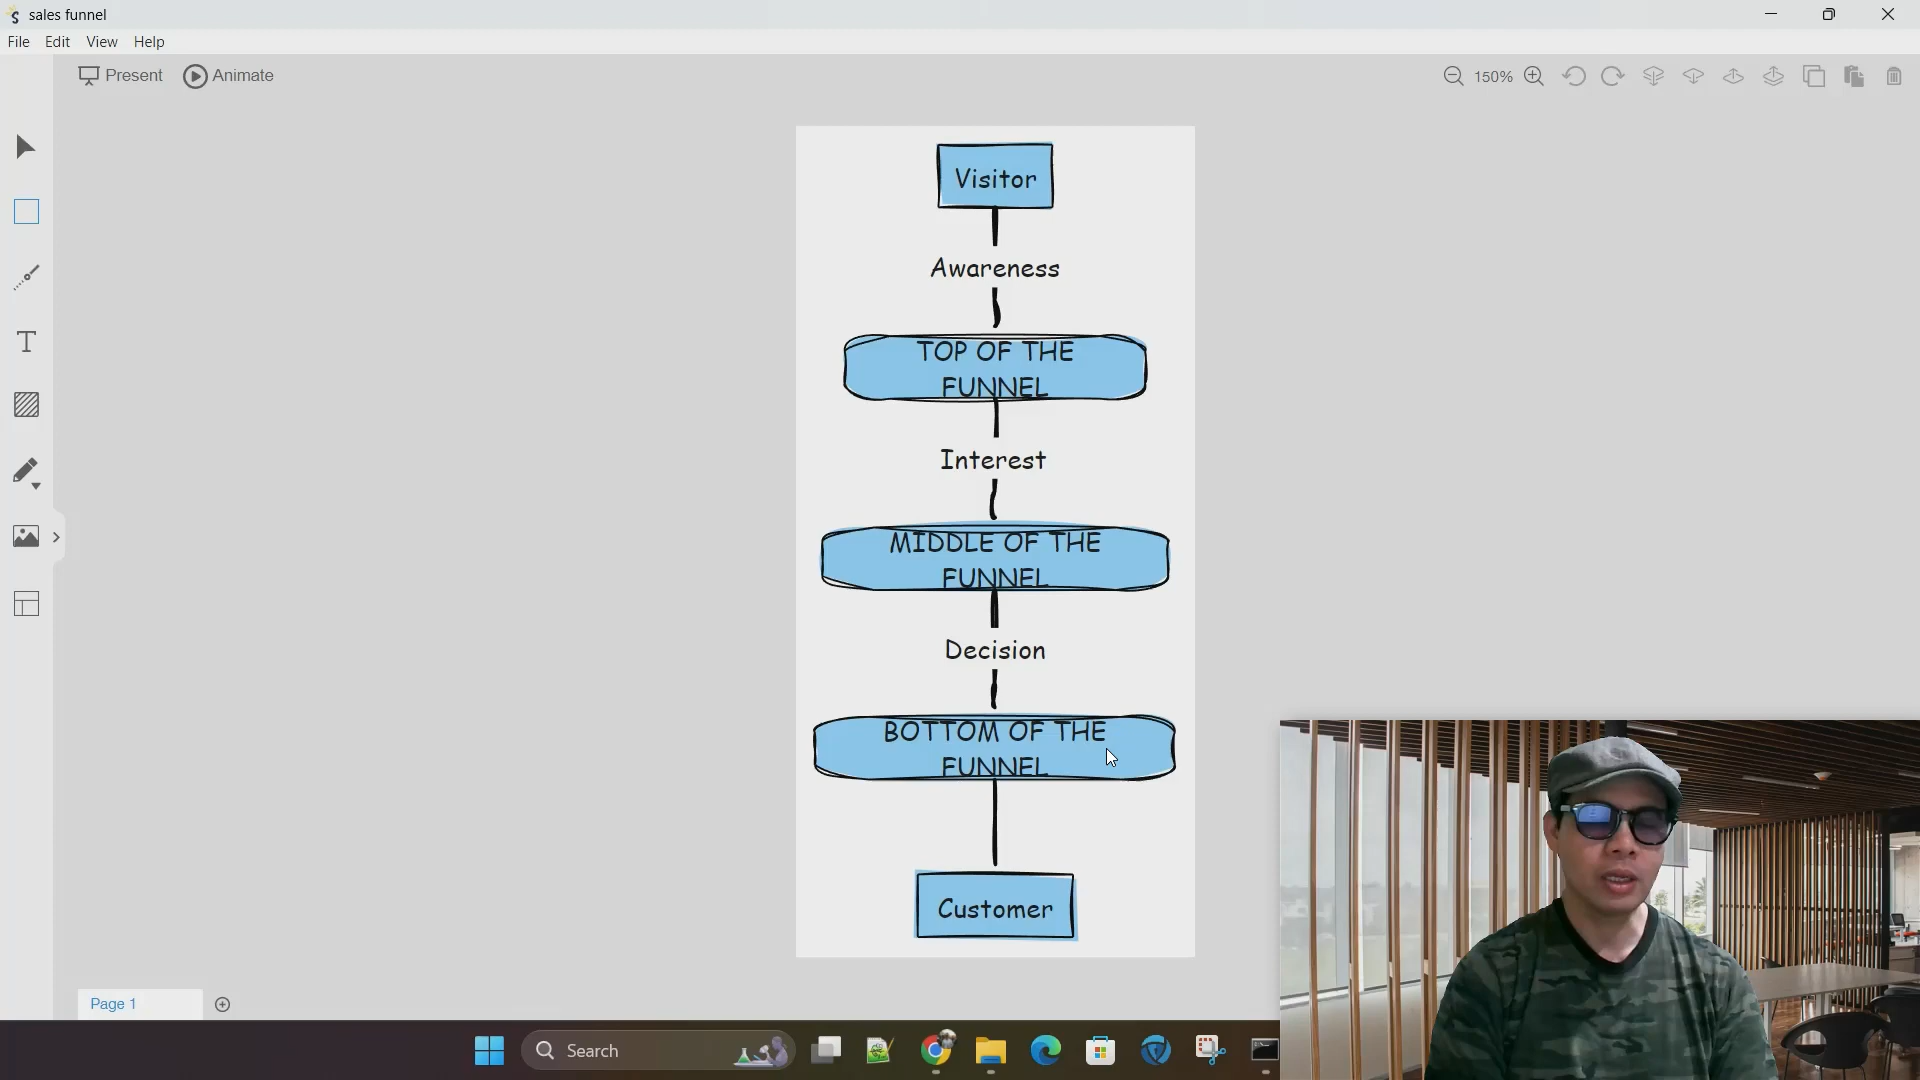 sales funnel
File Edit View Help
Present Animate 150%
Visitor
Awareness
TOP OF THE
FUNNEL
Interest
MIDDLE OF THE
FUNNEL
Decision
BOTTOM OF THE
FUNNEL
Customer
Page 1
Search